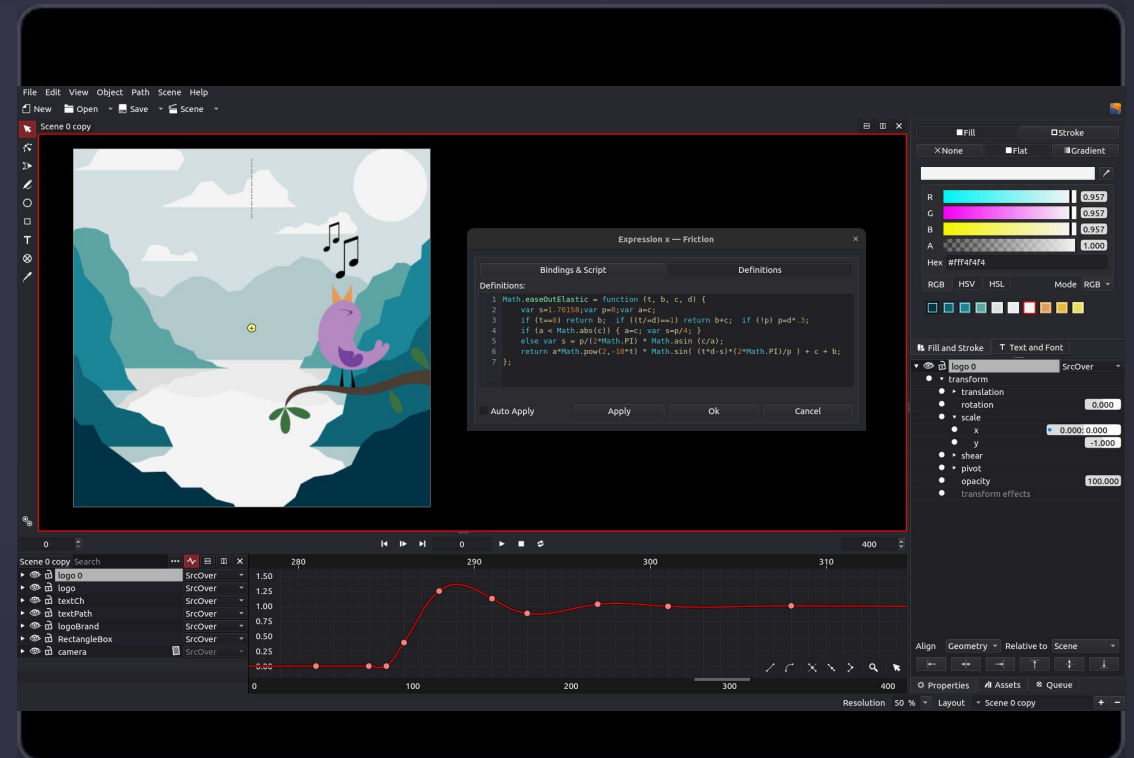 File Edit View Object Path Scene Help
New Open Save Scene
Scene 0 copy
Fill Stroke
None Flat Gradient
R 0.957
G 0.957
B 0.957
A 1.000
Hex #fff4f4f4
RGB HSV HSL Mode RGB
Fill and Stroke Text and Font
logo 0 SrcOver
transform
translation
rotation 0.000
scale
x 0.000; 0.000
y -1.000
shear
pivot
opacity 100.000
transform effects
Expression x — Friction
Bindings & Script Definitions
Definitions:
1 Math.easeOutElastic = function (t, b, c, d) {
2 var s=1.70158;var p=0;var a=c;
3 if (t==0) return b; if ((t/=d)==1) return b+c; if (!p) p=d*.3;
4 if (a < Math.abs(c)) { a=c; var s=p/4; }
5 else var s = p/(2*Math.PI) * Math.asin (c/a);
6 return a*Math.pow(2,-10*t) * Math.sin( (t*d-s)*(2*Math.PI)/p ) + c + b;
7 };
Auto Apply Apply Ok Cancel
0 0 400
Scene 0 copy Search
280 290 300 310
logo 0 SrcOver
logo SrcOver
textCh SrcOver
textPath SrcOver
logoBrand SrcOver
RectangleBox SrcOver
camera SrcOver
1.50
1.25
1.00
0.75
0.50
0.25
0.00
0 100 200 300 400
Align Geometry Relative to Scene
Properties Assets Queue
Resolution 50 % Layout Scene 0 copy